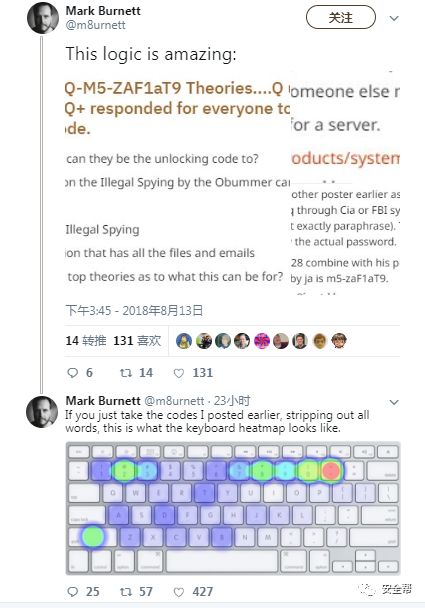 Mark Burnett
@m8urnett
关注
This logic is amazing:
Q-M5-ZAF1aT9 Theories....Q
Q+ responded for everyone to
de.
can they be the unlocking code to?
on the Illegal Spying by the Obummer
Illegal Spying
ion that has all the files and emails
top theories as to what this can be for?
omeone else
for a server.
oducts/system
other poster earlier as
through Cia or FBI sy
t exactly paraphrase).
the actual password.
28 combine with his p
by ja is m5-zaF1aT9.
下午3:45 - 2018年8月13日
14 转推 131 喜欢
6 14 131
Mark Burnett @m8urnett · 23小时
If you just take the codes I posted earlier, stripping out all
words, this is what the keyboard heatmap looks like.
Q W E R T Y U I O P
A S D F G H J K L
Z X C V B N M
25 57 427
安全帮